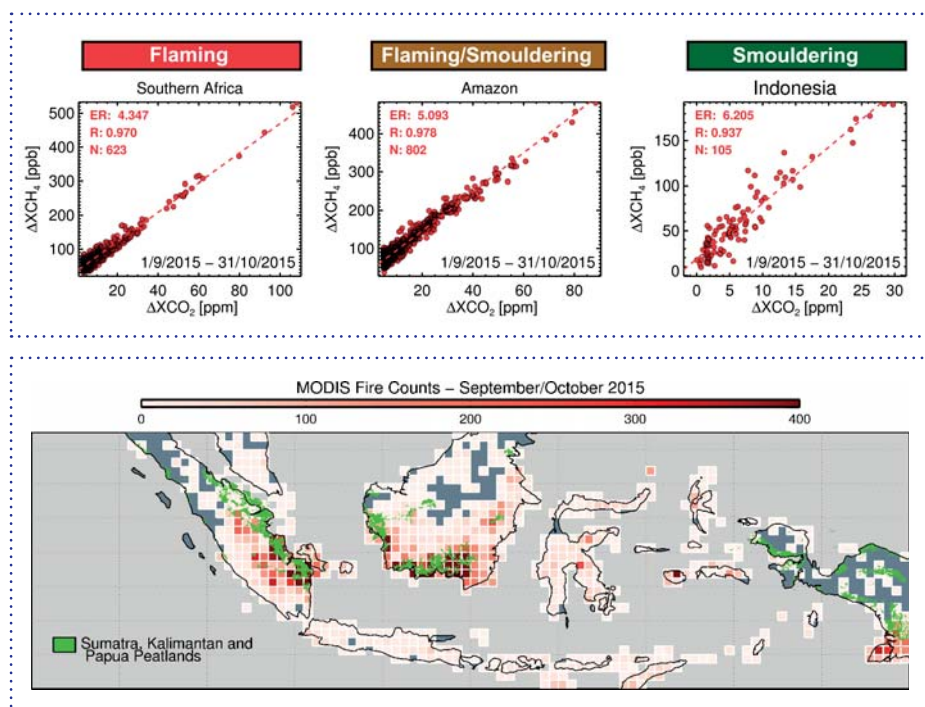 Flaming
Flaming/Smouldering
Smouldering
Southern Africa
Amazon
Indonesia
ER: 4.347
R: 0.970
N: 623
500
400
300
200
100
ΔXCH₄ [ppb]
1/9/2015 – 31/10/2015
20 40 60 80 100
ΔXCO₂ [ppm]
ER: 5.093
R: 0.978
N: 802
400
300
200
100
ΔXCH₄ [ppb]
1/9/2015 – 31/10/2015
20 40 60 80
ΔXCO₂ [ppm]
ER: 6.205
R: 0.937
N: 105
150
100
50
0
ΔXCH₄ [ppb]
1/9/2015 – 31/10/2015
0 5 10 15 20 25 30
ΔXCO₂ [ppm]
MODIS Fire Counts – September/October 2015
0 100 200 300 400
Sumatra, Kalimantan and
Papua Peatlands